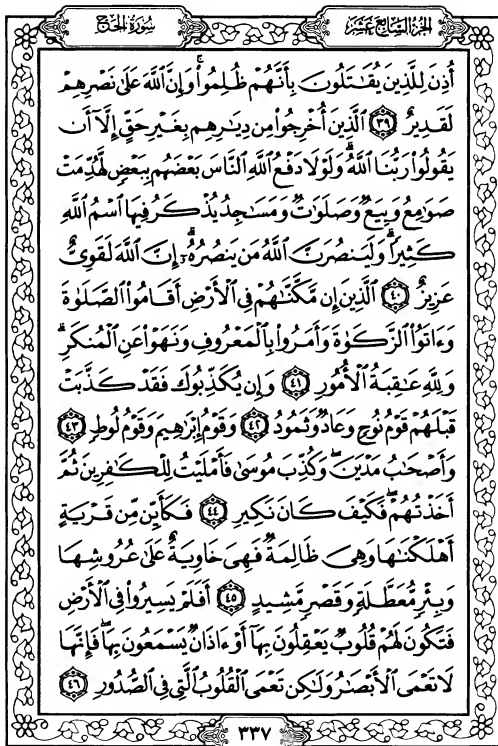 الجزء السابع عشر
سورة الحج
أُذِنَ لِلَّذِينَ يُقَٰتَلُونَ بِأَنَّهُمْ ظُلِمُوا۟ ۚ وَإِنَّ ٱللَّهَ عَلَىٰ نَصْرِهِمْ
لَقَدِيرٌ ٣٩ ٱلَّذِينَ أُخْرِجُوا۟ مِن دِيَٰرِهِم بِغَيْرِ حَقٍّ إِلَّآ أَن
يَقُولُوا۟ رَبُّنَا ٱللَّهُ ۗ وَلَوْلَا دَفْعُ ٱللَّهِ ٱلنَّاسَ بَعْضَهُم بِبَعْضٍ لَّهُدِّمَتْ
صَوَٰمِعُ وَبِيَعٌ وَصَلَوَٰتٌ وَمَسَٰجِدُ يُذْكَرُ فِيهَا ٱسْمُ ٱللَّهِ
كَثِيرًا ۗ وَلَيَنصُرَنَّ ٱللَّهُ مَن يَنصُرُهُۥٓ ۗ إِنَّ ٱللَّهَ لَقَوِىٌّ
عَزِيزٌ ٤٠ ٱلَّذِينَ إِن مَّكَّنَّٰهُمْ فِى ٱلْأَرْضِ أَقَامُوا۟ ٱلصَّلَوٰةَ
وَءَاتَوُا۟ ٱلزَّكَوٰةَ وَأَمَرُوا۟ بِٱلْمَعْرُوفِ وَنَهَوْا۟ عَنِ ٱلْمُنكَرِ ۗ
وَلِلَّهِ عَٰقِبَةُ ٱلْأُمُورِ ٤١ وَإِن يُكَذِّبُوكَ فَقَدْ كَذَّبَتْ
قَبْلَهُمْ قَوْمُ نُوحٍ وَعَادٌ وَثَمُودُ ٤٢ وَقَوْمُ إِبْرَٰهِيمَ وَقَوْمُ لُوطٍ ٤٣
وَأَصْحَٰبُ مَدْيَنَ ۖ وَكُذِّبَ مُوسَىٰ فَأَمْلَيْتُ لِلْكَٰفِرِينَ ثُمَّ
أَخَذْتُهُمْ ۖ فَكَيْفَ كَانَ نَكِيرِ ٤٤ فَكَأَيِّن مِّن قَرْيَةٍ
أَهْلَكْنَٰهَا وَهِىَ ظَالِمَةٌ فَهِىَ خَاوِيَةٌ عَلَىٰ عُرُوشِهَا
وَبِئْرٍ مُّعَطَّلَةٍ وَقَصْرٍ مَّشِيدٍ ٤٥ أَفَلَمْ يَسِيرُوا۟ فِى ٱلْأَرْضِ
فَتَكُونَ لَهُمْ قُلُوبٌ يَعْقِلُونَ بِهَآ أَوْ ءَاذَانٌ يَسْمَعُونَ بِهَا ۖ فَإِنَّهَا
لَا تَعْمَى ٱلْأَبْصَٰرُ وَلَٰكِن تَعْمَى ٱلْقُلُوبُ ٱلَّتِى فِى ٱلصُّدُورِ ٤٦
٣٣٧